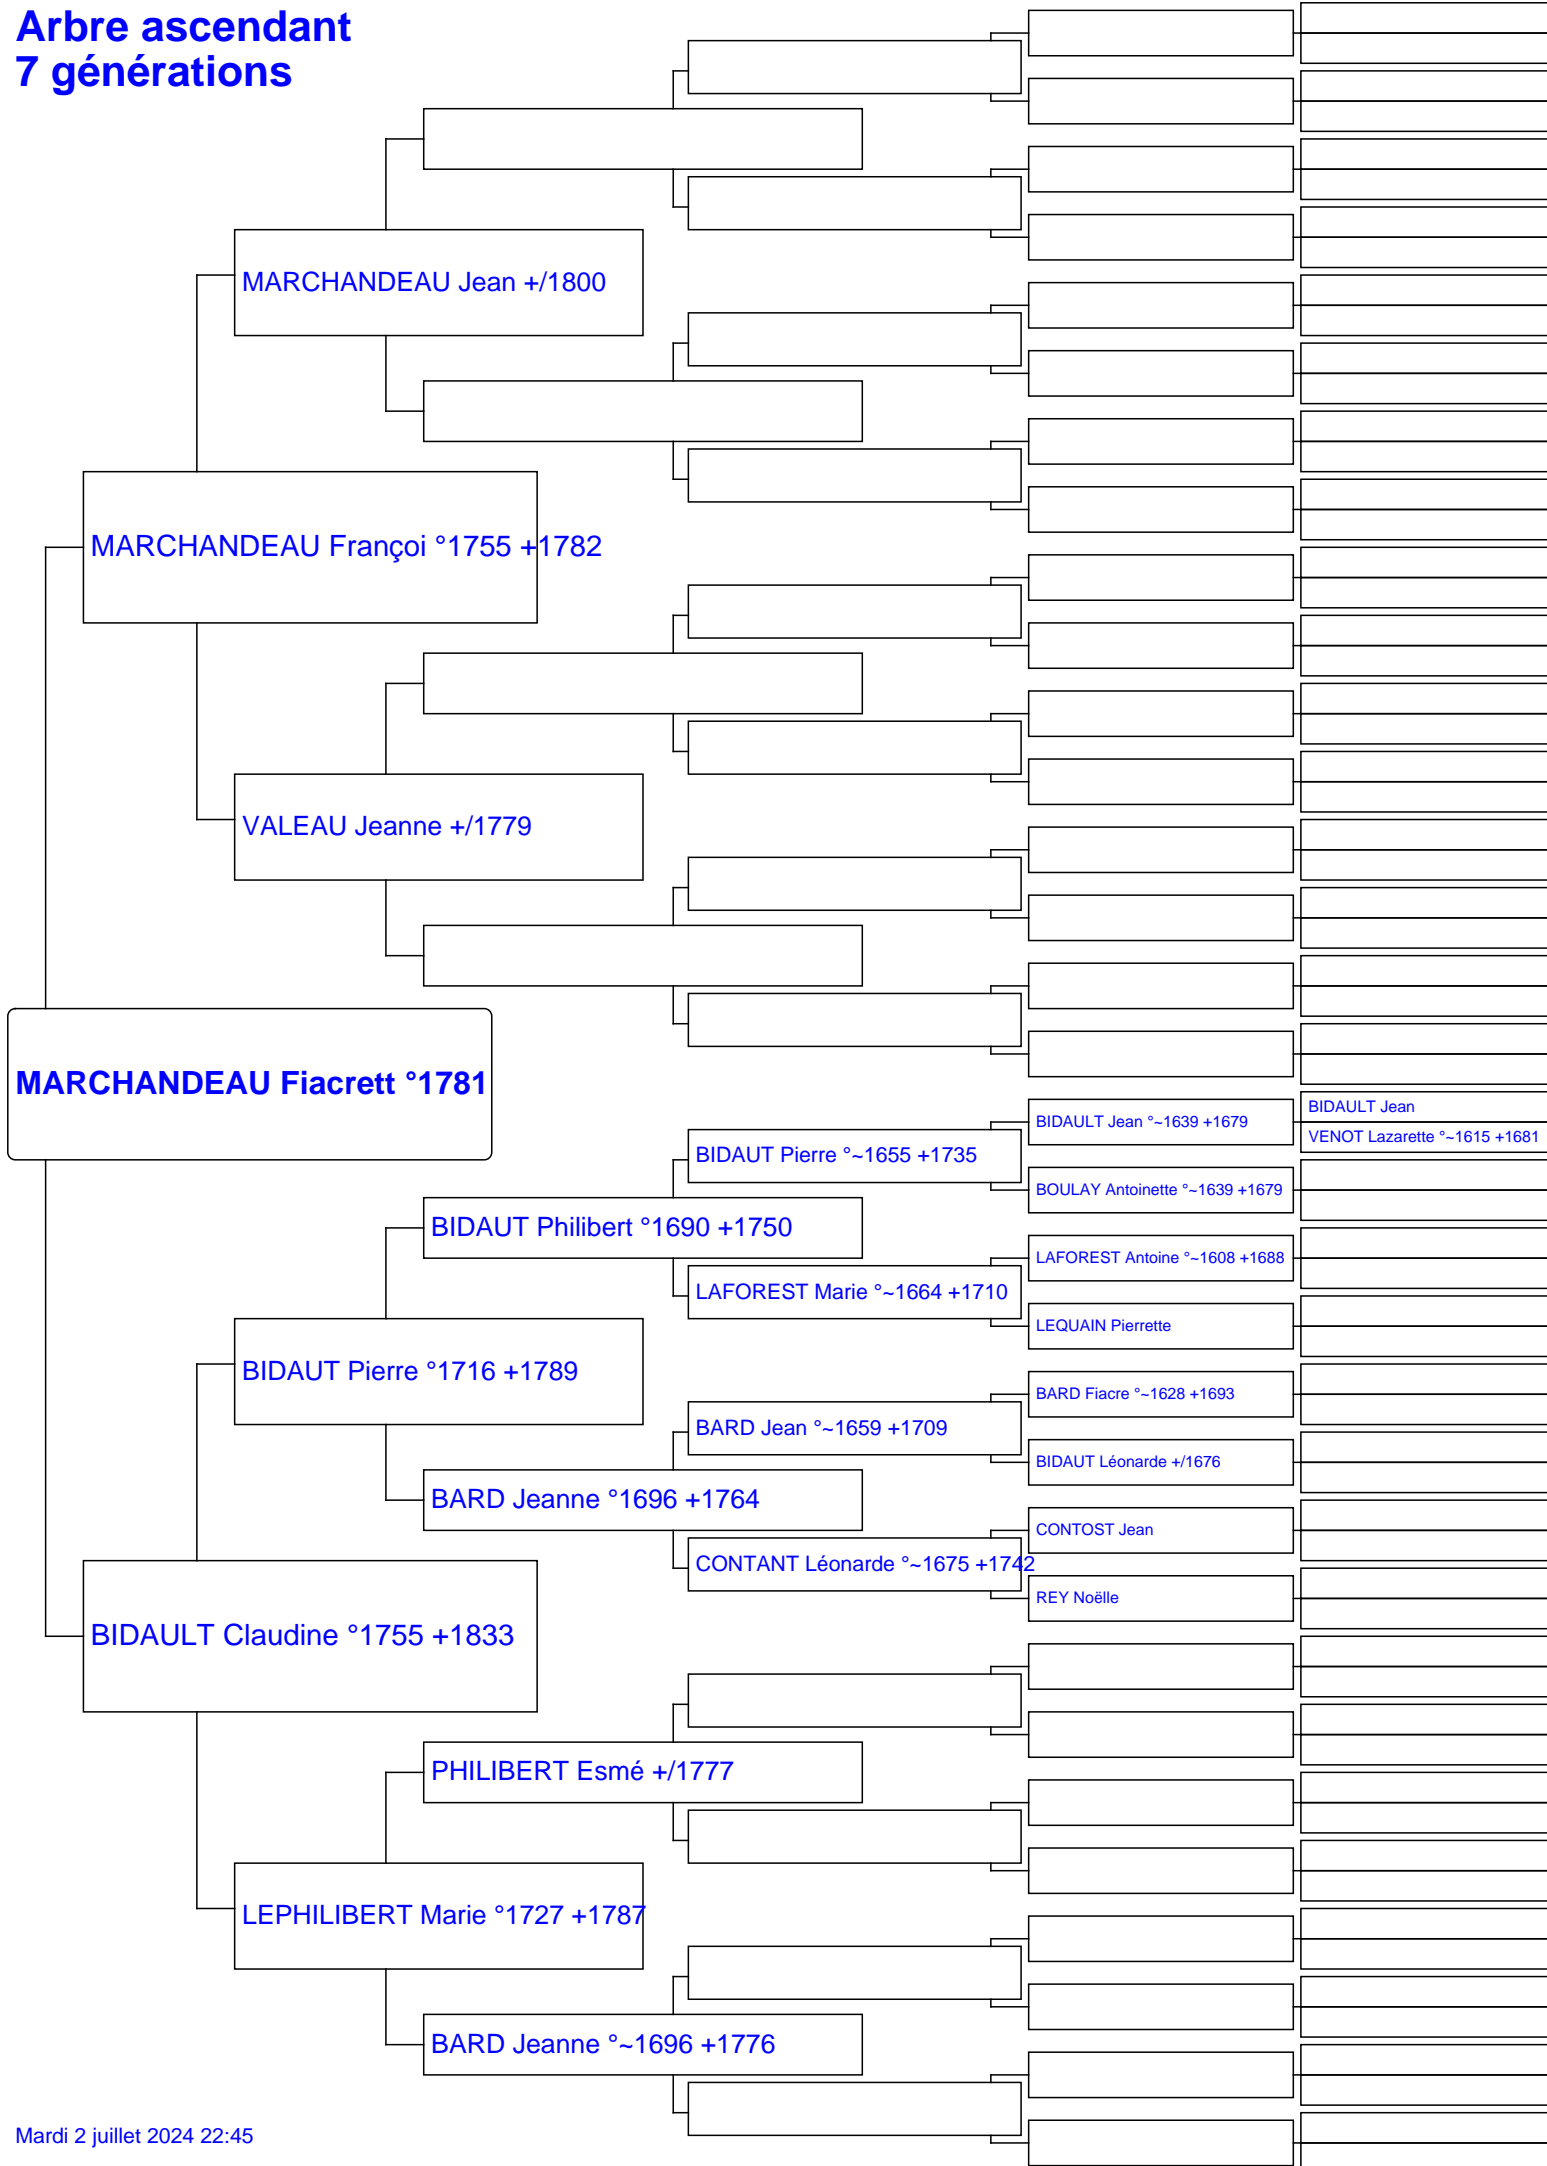 Arbre ascendant
7 générations
MARCHANDEAU Jean +/1800
MARCHANDEAU Françoi °1755 +1782
VALEAU Jeanne +/1779
MARCHANDEAU Fiacrett °1781
BIDAULT Jean
BIDAULT Jean °~1639 +1679
VENOT Lazarette °~1615 +1681
BIDAUT Pierre °~1655 +1735
BOULAY Antoinette °~1639 +1679
BIDAUT Philibert °1690 +1750
LAFOREST Antoine °~1608 +1688
LAFOREST Marie °~1664 +1710
LEQUAIN Pierrette
BIDAUT Pierre °1716 +1789
BARD Fiacre °~1628 +1693
BARD Jean °~1659 +1709
BIDAUT Léonarde +/1676
BARD Jeanne °1696 +1764
CONTOST Jean
CONTANT Léonarde °~1675 +1742
REY Noëlle
BIDAULT Claudine °1755 +1833
PHILIBERT Esmé +/1777
LEPHILIBERT Marie °1727 +1787
BARD Jeanne °~1696 +1776
Mardi 2 juillet 2024 22:45